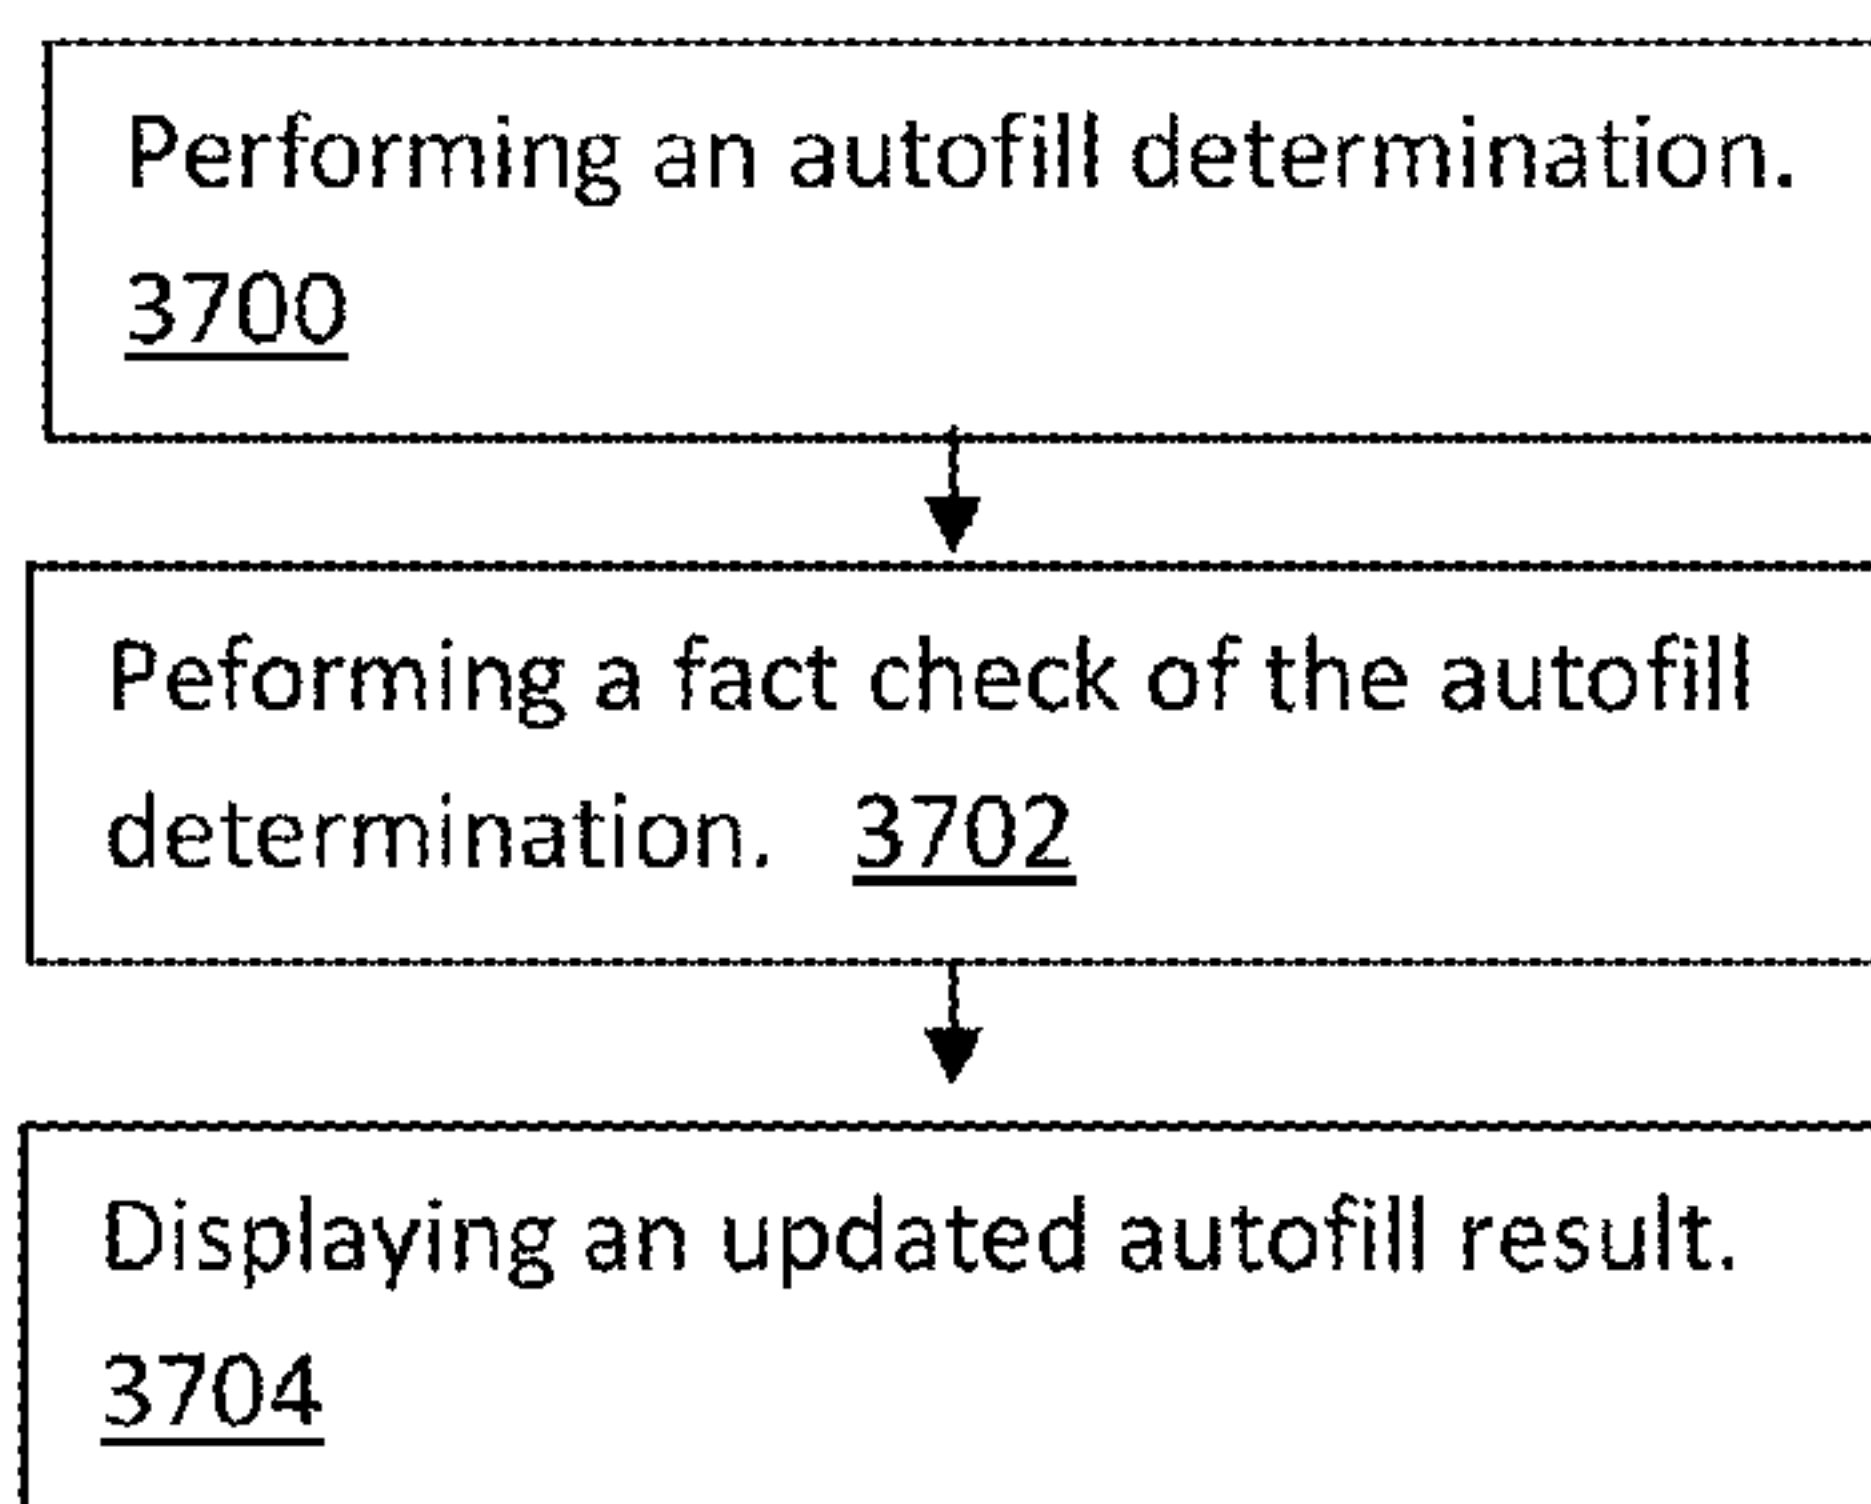 Performing an autofill determination.
3700
Peforming a fact check of the autofill
determination. 3702
Displaying an updated autofill result.
3704